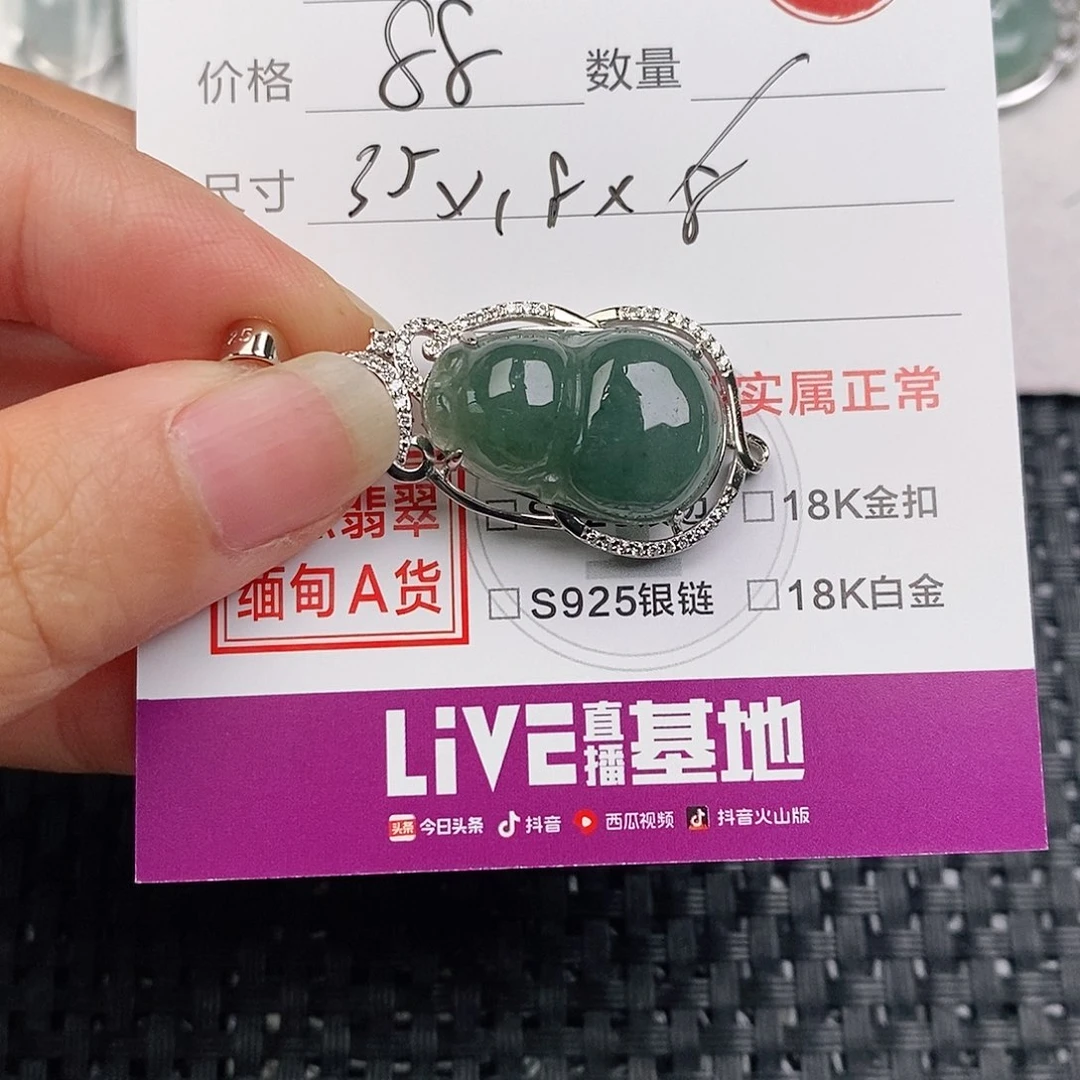 价格 88 数量
尺寸 35x18x8
实属正常
翡翠
18K金扣
缅甸A货
S925银链
18K白金
LiVE直播基地
头条 今日头条 抖音 西瓜视频 抖音火山版